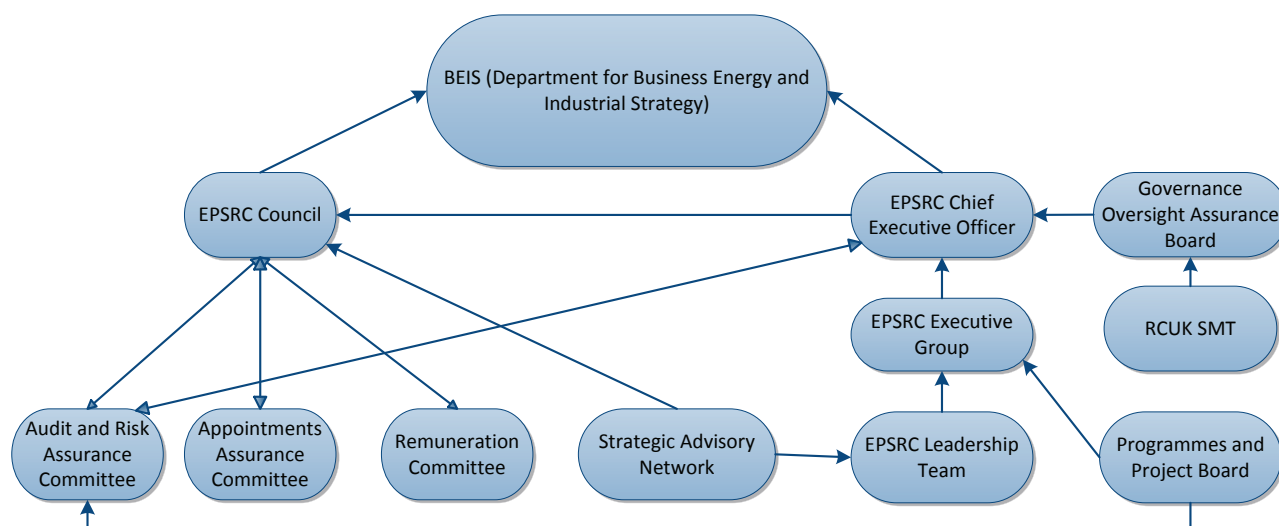 BEIS (Department for Business Energy and
Industrial Strategy)
EPSRC Council
EPSRC Chief
Executive Officer
Governance
Oversight Assurance
Board
EPSRC Executive
Group
RCUK SMT
Audit and Risk
Assurance
Committee
Appointments
Assurance
Committee
Remuneration
Committee
Strategic Advisory
Network
EPSRC Leadership
Team
Programmes and
Project Board